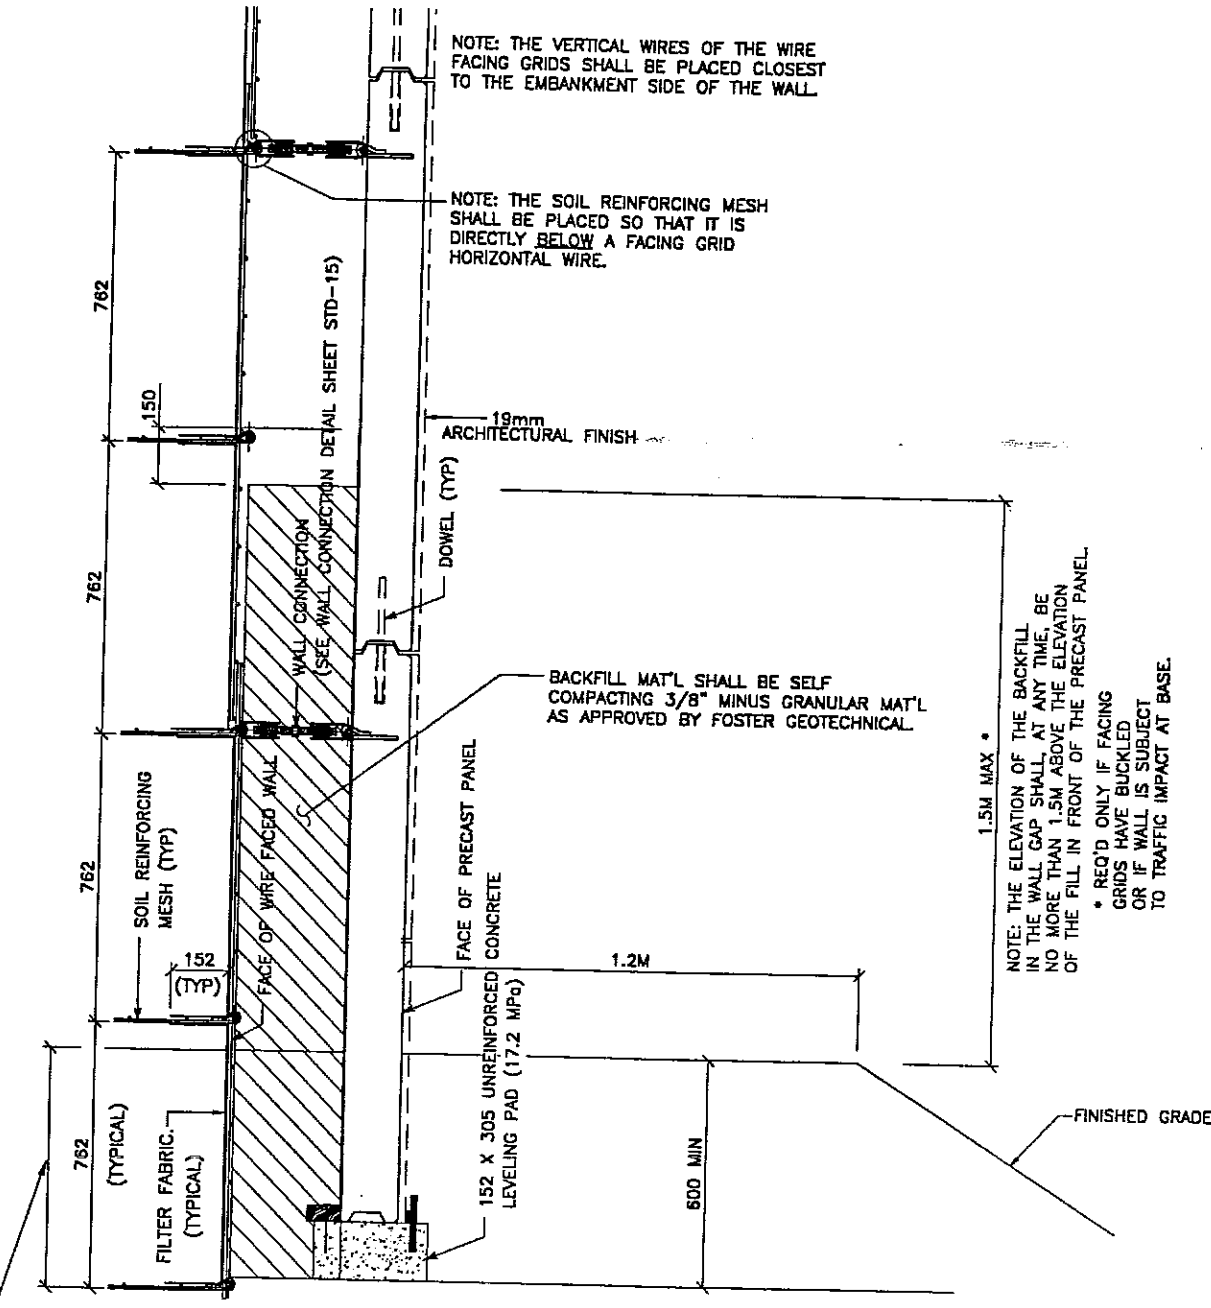 NOTE: THE VERTICAL WIRES OF THE WIRE
FACING GRIDS SHALL BE PLACED CLOSEST
TO THE EMBANKMENT SIDE OF THE WALL.
NOTE: THE SOIL REINFORCING MESH
SHALL BE PLACED SO THAT IT IS
DIRECTLY BELOW A FACING GRID
HORIZONTAL WIRE.
762
150
19mm
ARCHITECTURAL FINISH
WALL CONNECTION
(SEE WALL CONNECTION DETAIL SHEET STD-15)
DOWEL (TYP)
762
BACKFILL MAT'L SHALL BE SELF
COMPACTING 3/8" MINUS GRANULAR MAT'L
AS APPROVED BY FOSTER GEOTECHNICAL.
1.5M MAX *
NOTE: THE ELEVATION OF THE BACKFILL
IN THE WALL GAP SHALL, AT ANY TIME, BE
NO MORE THAN 1.5M ABOVE THE ELEVATION
OF THE FILL IN FRONT OF THE PRECAST PANEL.
* REQ'D ONLY IF FACING
GRIDS HAVE BUCKLED
OR IF WALL IS SUBJECT
TO TRAFFIC IMPACT AT BASE.
762
SOIL REINFORCING
MESH (TYP)
152
(TYP)
FACE OF WIRE FACED WALL
FACE OF PRECAST PANEL
1.2M
152 X 305 UNREINFORCED CONCRETE
LEVELING PAD (17.2 MPa)
762
(TYPICAL)
FILTER FABRIC.
(TYPICAL)
600 MIN
FINISHED GRADE